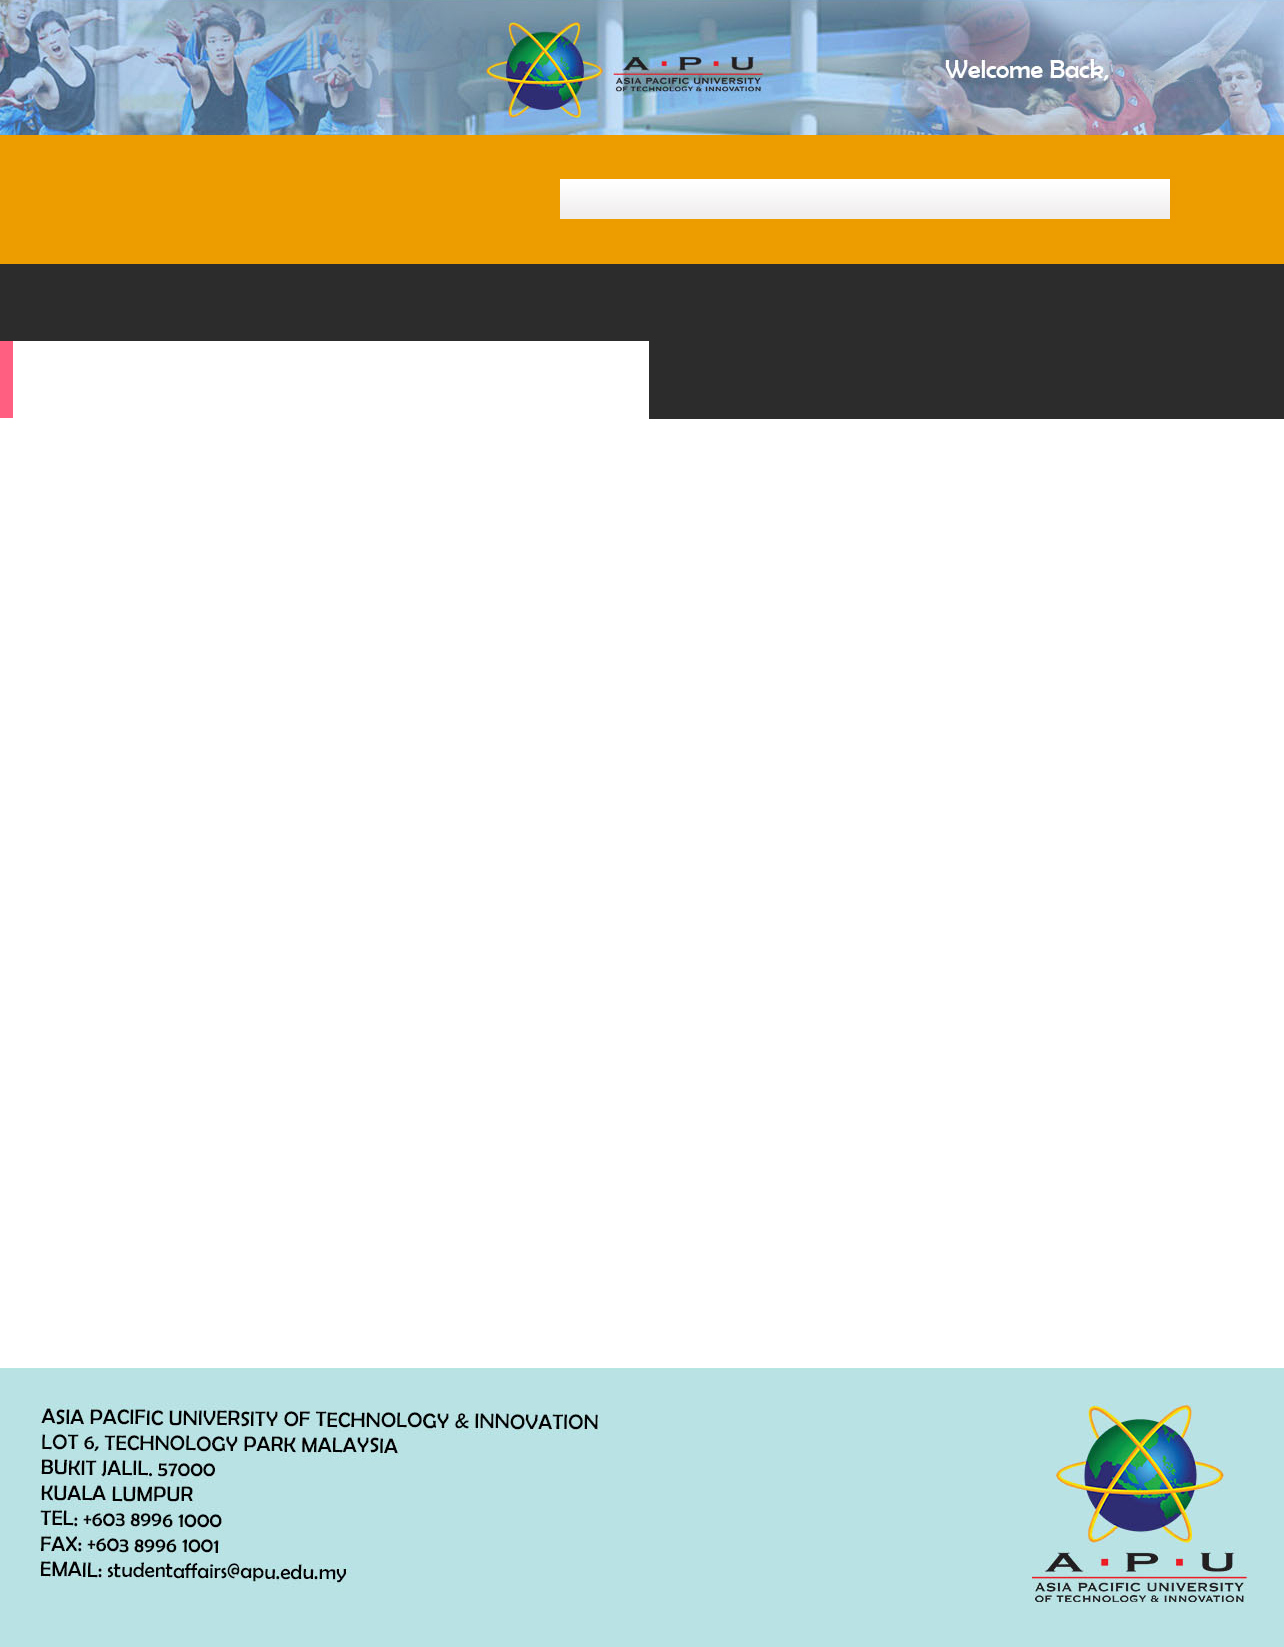 A · P · U
ASIA PACIFIC UNIVERSITY
OF TECHNOLOGY & INNOVATION
Welcome Back,
ASIA PACIFIC UNIVERSITY OF TECHNOLOGY & INNOVATION
LOT 6, TECHNOLOGY PARK MALAYSIA
BUKIT JALIL. 57000
KUALA LUMPUR
TEL: +603 8996 1000
FAX: +603 8996 1001
EMAIL: studentaffairs@apu.edu.my
A · P · U
ASIA PACIFIC UNIVERSITY
OF TECHNOLOGY & INNOVATION